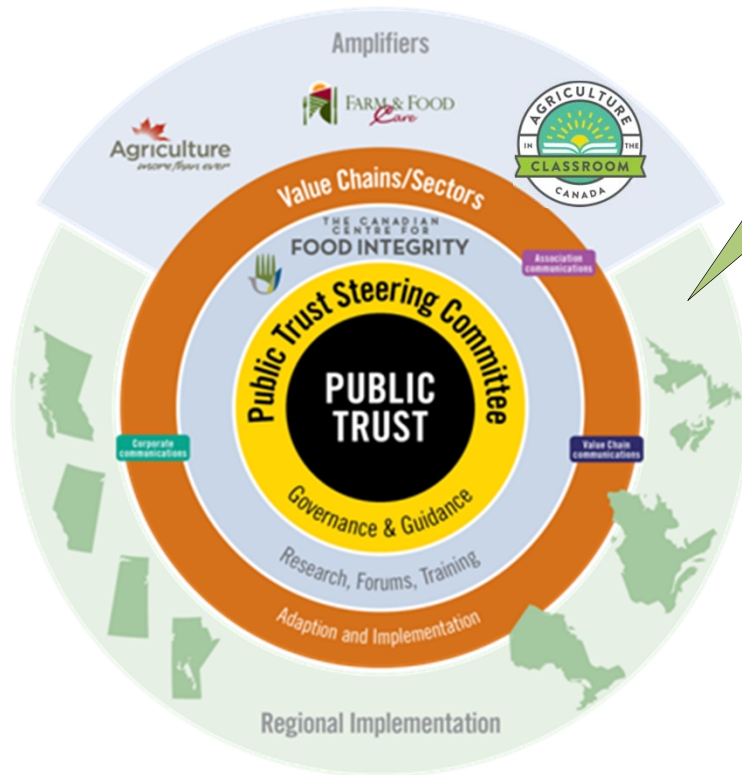 Amplifiers
FARM & FOOD
Care
Agriculture
more than ever
AGRICULTURE
IN THE
CLASSROOM
CANADA
Value Chains/Sectors
THE CANADIAN
CENTRE FOR
FOOD INTEGRITY
Association
communications
Public Trust Steering Committee
PUBLIC
TRUST
Corporate
communications
Value Chain
communications
Governance & Guidance
Research, Forums, Training
Adaption and Implementation
Regional Implementation